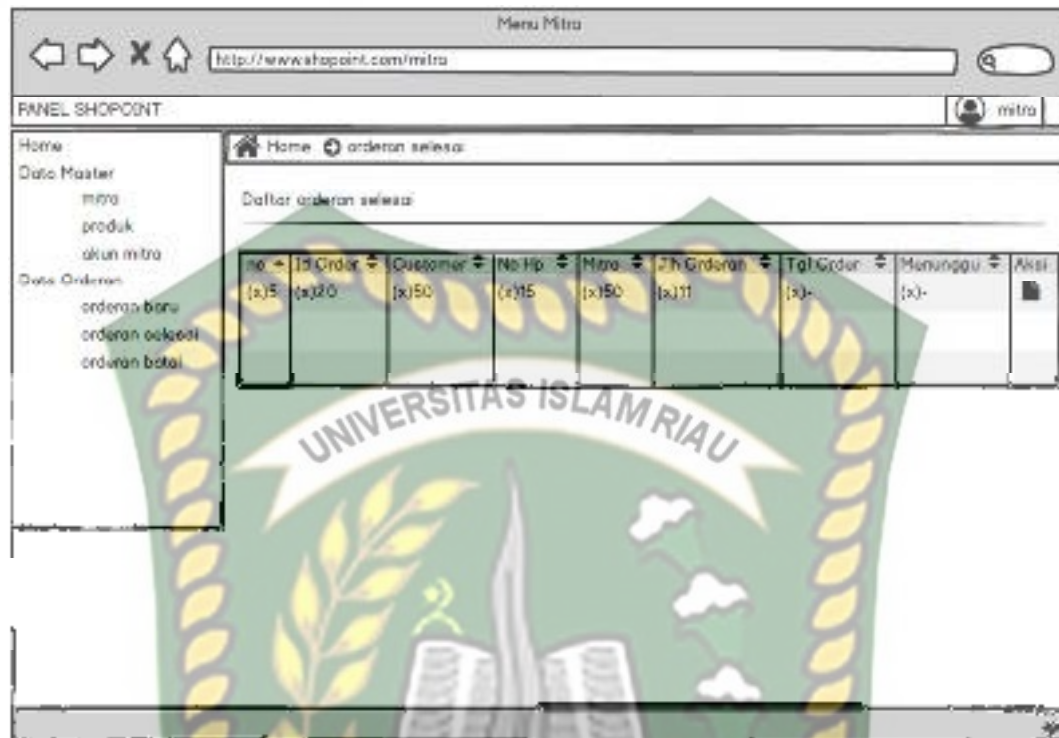 Menu Mitra
http://www.shopoint.com/mitra
PANEL SHOPOINT
mitra
Home
Data Master
mitra
produk
akun mitra
Data Orderan
orderan baru
orderan selesai
orderan batal
Home orderan selesai
Daftar orderan selesai
no Id Order Customer No Hp Mitra Jlh Orderan Tgl Order Menunggu Aksi
(x)5 (x)20 (x)50 (x)15 (x)50 (x)11 (x)- (x)-
UNIVERSITAS ISLAM RIAU